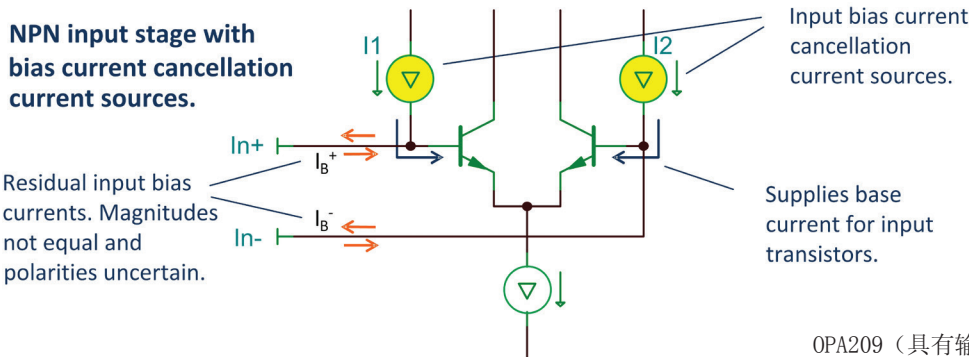 NPN input stage with
bias current cancellation
current sources.
I1
I2
Input bias current
cancellation
current sources.
In+
IB+
Residual input bias
currents. Magnitudes
not equal and
polarities uncertain.
IB-
In-
Supplies base
current for input
transistors.
OPA209（具有输